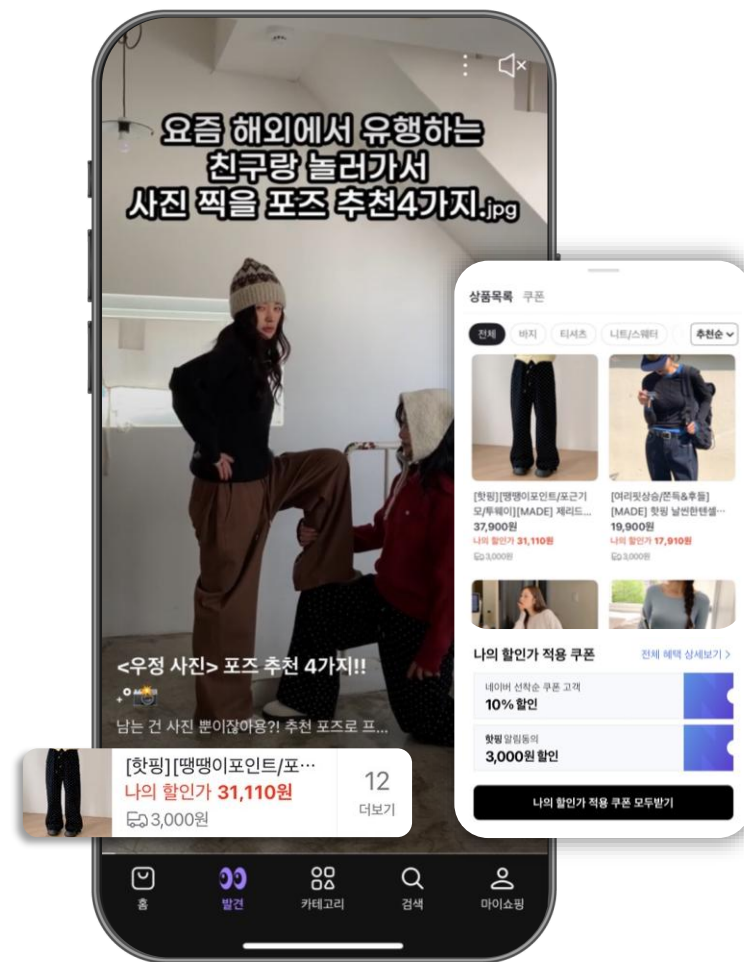 요즘 해외에서 유행하는
친구랑 놀러가서
사진 찍을 포즈 추천4가지.jpg
<우정 사진> 포즈 추천 4가지!!
남는 건 사진 뿐이잖아용?! 추천 포즈로 프...
[핫핑][땡땡이포인트/포...
나의 할인가 31,110원
3,000원
12
더보기
홈
발견
카테고리
검색
마이쇼핑
상품목록 쿠폰
전체 바지 티셔츠 니트/스웨터 추천순
[핫핑][땡땡이포인트/포근기
모/투웨이][MADE] 제리드...
37,900원
나의 할인가 31,110원
3,000원
[여리핏상승/쫀득&후들]
[MADE] 핫핑 날씬한텐셀...
19,900원
나의 할인가 17,910원
3,000원
나의 할인가 적용 쿠폰 전체 혜택 상세보기 >
네이버 선착순 쿠폰 고객
10% 할인
핫핑 알림동의
3,000원 할인
나의 할인가 적용 쿠폰 모두받기